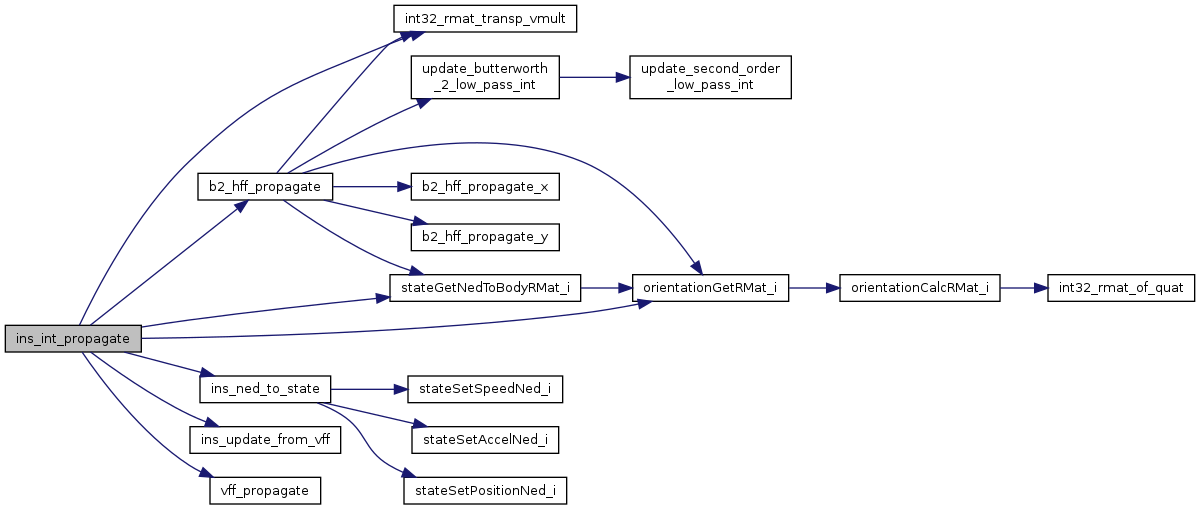 int32_rmat_transp_vmult
update_butterworth
_2_low_pass_int
update_second_order
_low_pass_int
b2_hff_propagate
b2_hff_propagate_x
b2_hff_propagate_y
stateGetNedToBodyRMat_i
orientationGetRMat_i
orientationCalcRMat_i
int32_rmat_of_quat
ins_int_propagate
ins_ned_to_state
stateSetSpeedNed_i
ins_update_from_vff
stateSetAccelNed_i
vff_propagate
stateSetPositionNed_i